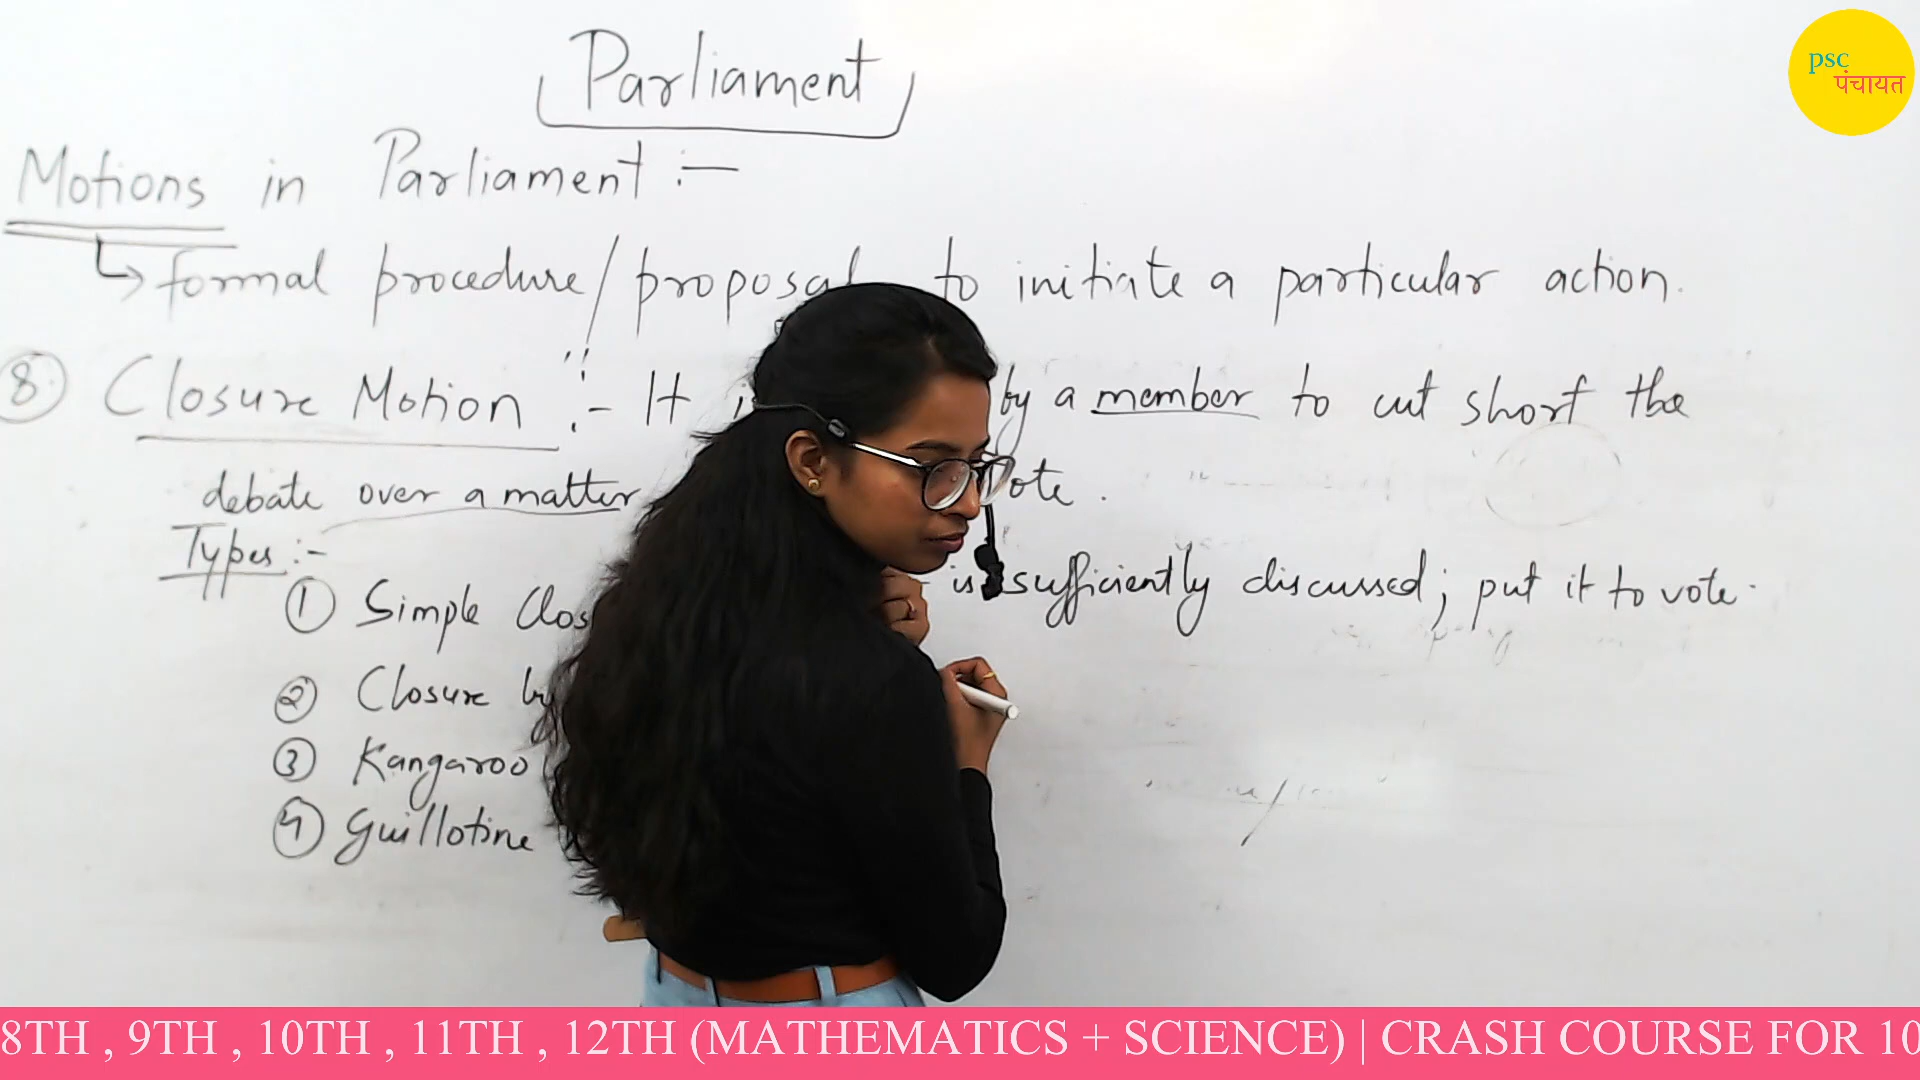 Parliament
psc
पंचायत
Motions in Parliament :-
↳ formal procedure / proposal to initiate a particular action.
8 Closure Motion :- It by a member to cut short the
debate over a matter
Types :-
1 Simple is sufficiently discussed; put it to vote.
2 Closure
3 Kangaroo
4 Guillotine
8TH , 9TH , 10TH , 11TH , 12TH (MATHEMATICS + SCIENCE) | CRASH COURSE FOR 10